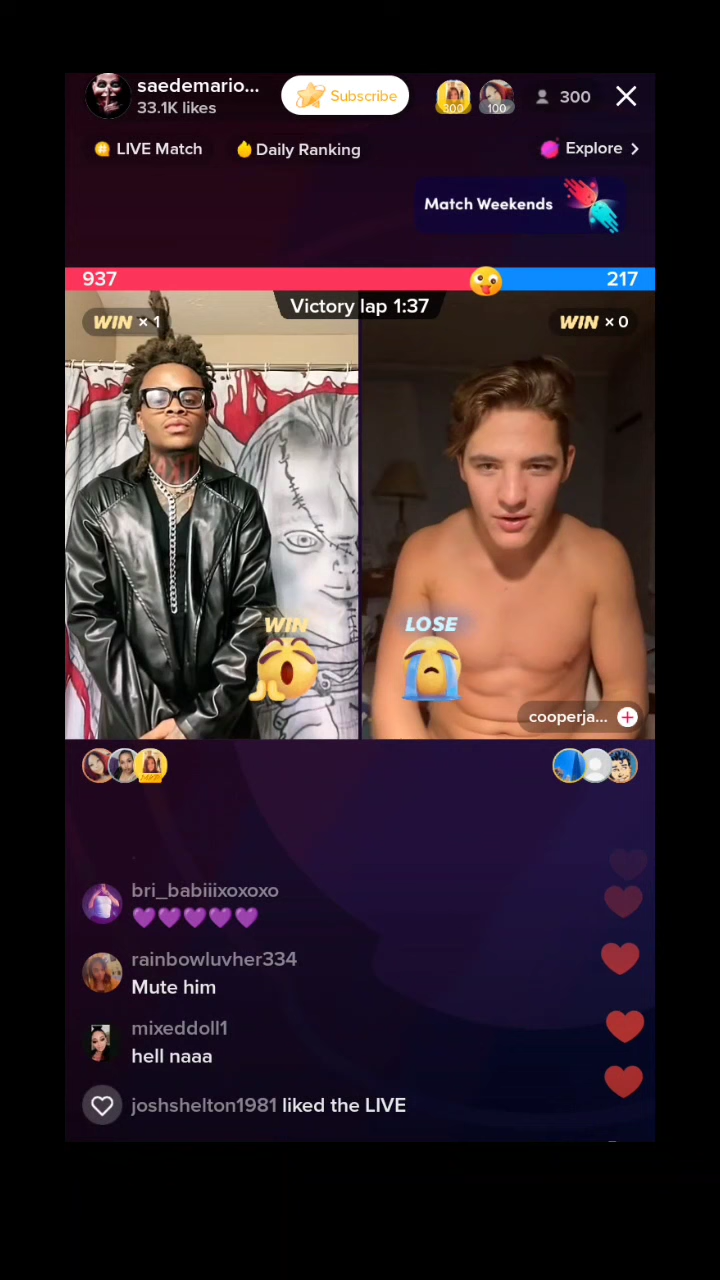 saedemario...
33.1K likes
Subscribe
300
100
300
LIVE Match
Daily Ranking
Explore
Match Weekends
937
217
Victory lap 1:37
WIN × 1
WIN × 0
WIN
LOSE
cooperja...
bri_babiiixoxoxo
💜💜💜💜💜
rainbowluvher334
Mute him
mixeddoll1
hell naaa
joshshelton1981 liked the LIVE